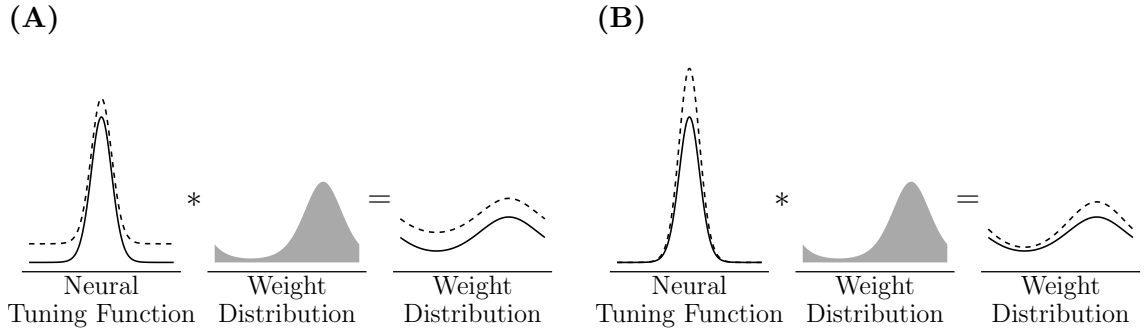 (A)
(B)
* =
* =
Neural Weight Weight
Tuning Function Distribution Distribution
Neural Weight Weight
Tuning Function Distribution Distribution